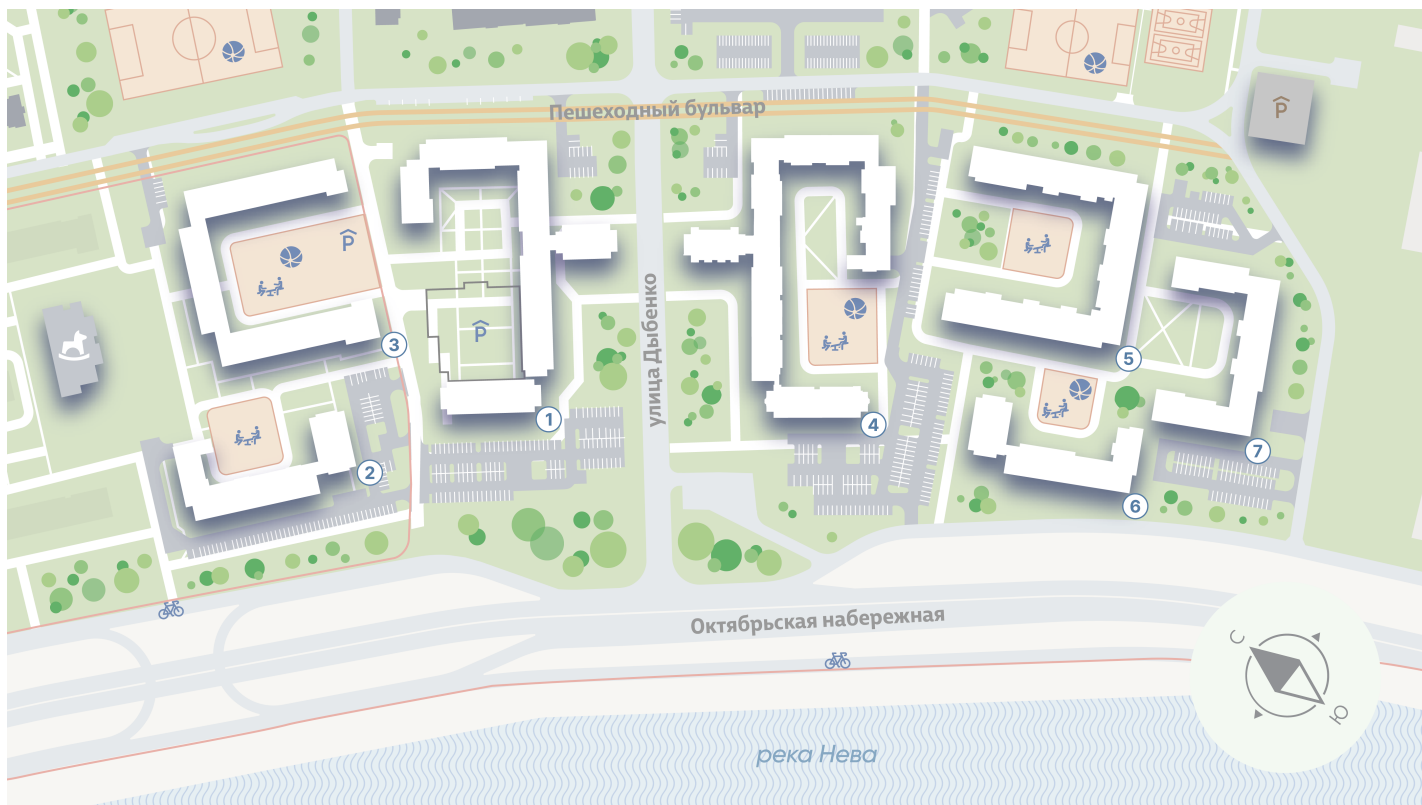 Пешеходный бульвар
P
P
улица Дыбенко
P
3
5
1
4
7
2
6
Октябрьская набережная
С
Ю
река Нева